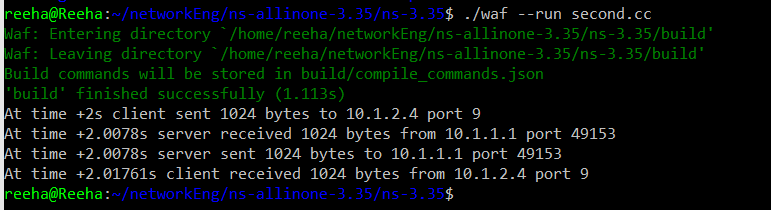 reeha@Reeha:~/networkEng/ns-allinone-3.35/ns-3.35$ ./waf --run second.cc
Waf: Entering directory `/home/reeha/networkEng/ns-allinone-3.35/ns-3.35/build'
Waf: Leaving directory `/home/reeha/networkEng/ns-allinone-3.35/ns-3.35/build'
Build commands will be stored in build/compile_commands.json
'build' finished successfully (1.113s)
At time +2s client sent 1024 bytes to 10.1.2.4 port 9
At time +2.0078s server received 1024 bytes from 10.1.1.1 port 49153
At time +2.0078s server sent 1024 bytes to 10.1.1.1 port 49153
At time +2.01761s client received 1024 bytes from 10.1.2.4 port 9
reeha@Reeha:~/networkEng/ns-allinone-3.35/ns-3.35$